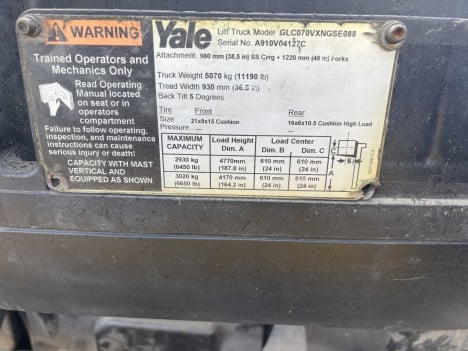 WARNING
Trained Operators and
Mechanics Only
Read Operating
Manual located
on seat or in
operators
compartment
Failure to follow operating,
inspection, and maintenance
instructions can cause
serious injury or death!
CAPACITY WITH MAST
VERTICAL AND
EQUIPPED AS SHOWN
Yale
Lift Truck Model GLC070VXNGSE088
Serial No. A910V04127C
Attachment: 980 mm (38.5 in) SS Crrg + 1220 mm (48 in) Forks
Truck Weight 5070 kg (11190 lb)
Tread Width 930 mm (36.5 in)
Back Tilt 5 Degrees
Tire Front Rear
Size 21x9x15 Cushion 16x6x10.5 Cushion High Load
Pressure — —
MAXIMUM CAPACITY Load Height Dim. A Load Center Dim. B Dim. C
2930 kg (6450 lb) 4770mm (187.8 in) 610 mm (24 in) 610 mm (24 in)
3020 kg (6650 lb) 4170 mm (164.2 in) 610 mm (24 in) 610 mm (24 in)
C
B
A